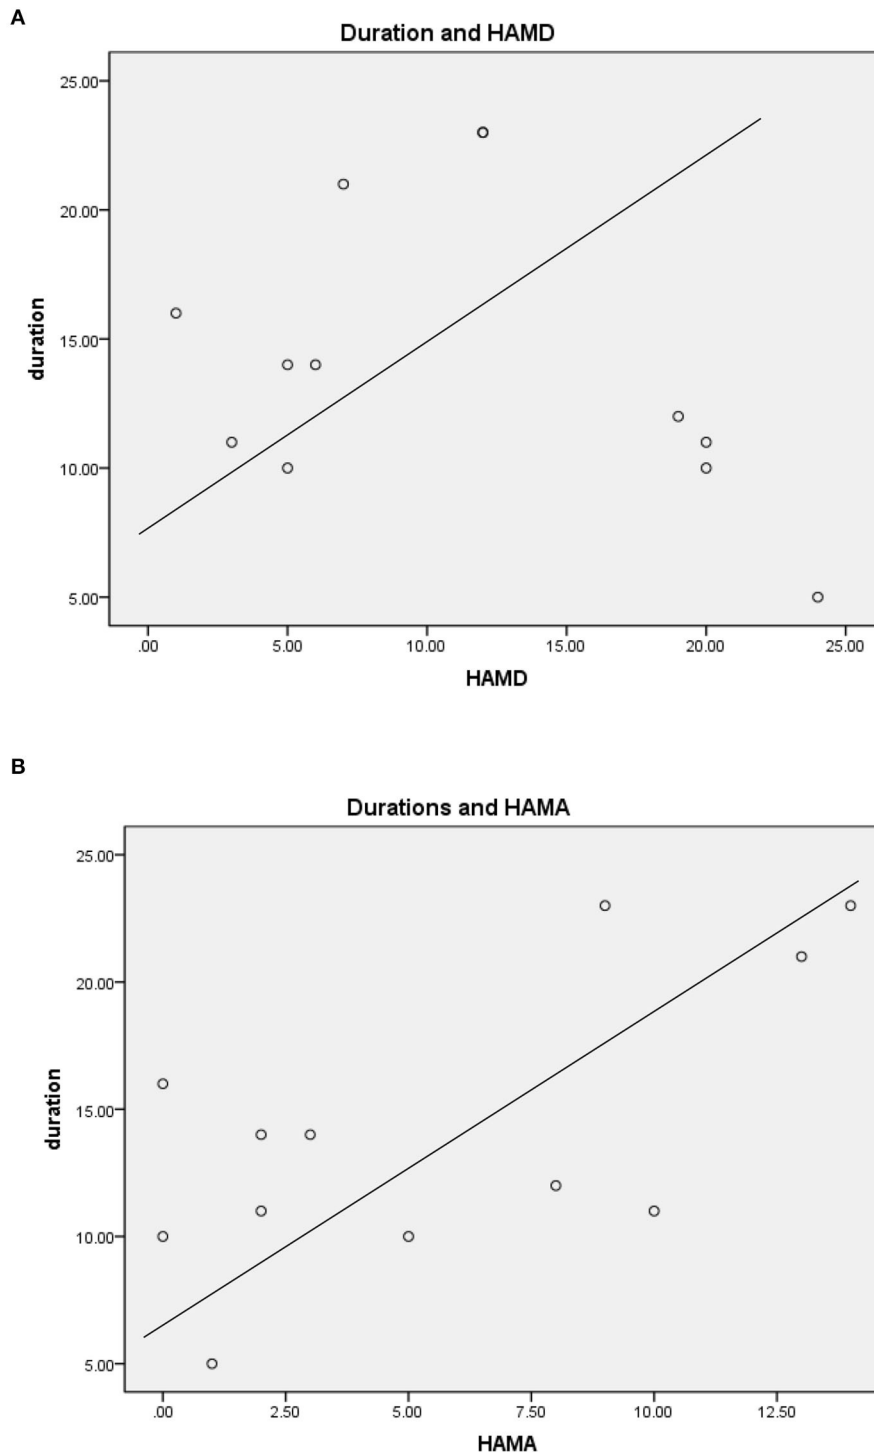 A
Duration and HAMD
25.00
20.00
15.00
10.00
5.00
duration
.00 5.00 10.00 15.00 20.00 25.00
HAMD
B
Durations and HAMA
25.00
20.00
15.00
10.00
5.00
duration
.00 2.50 5.00 7.50 10.00 12.50
HAMA